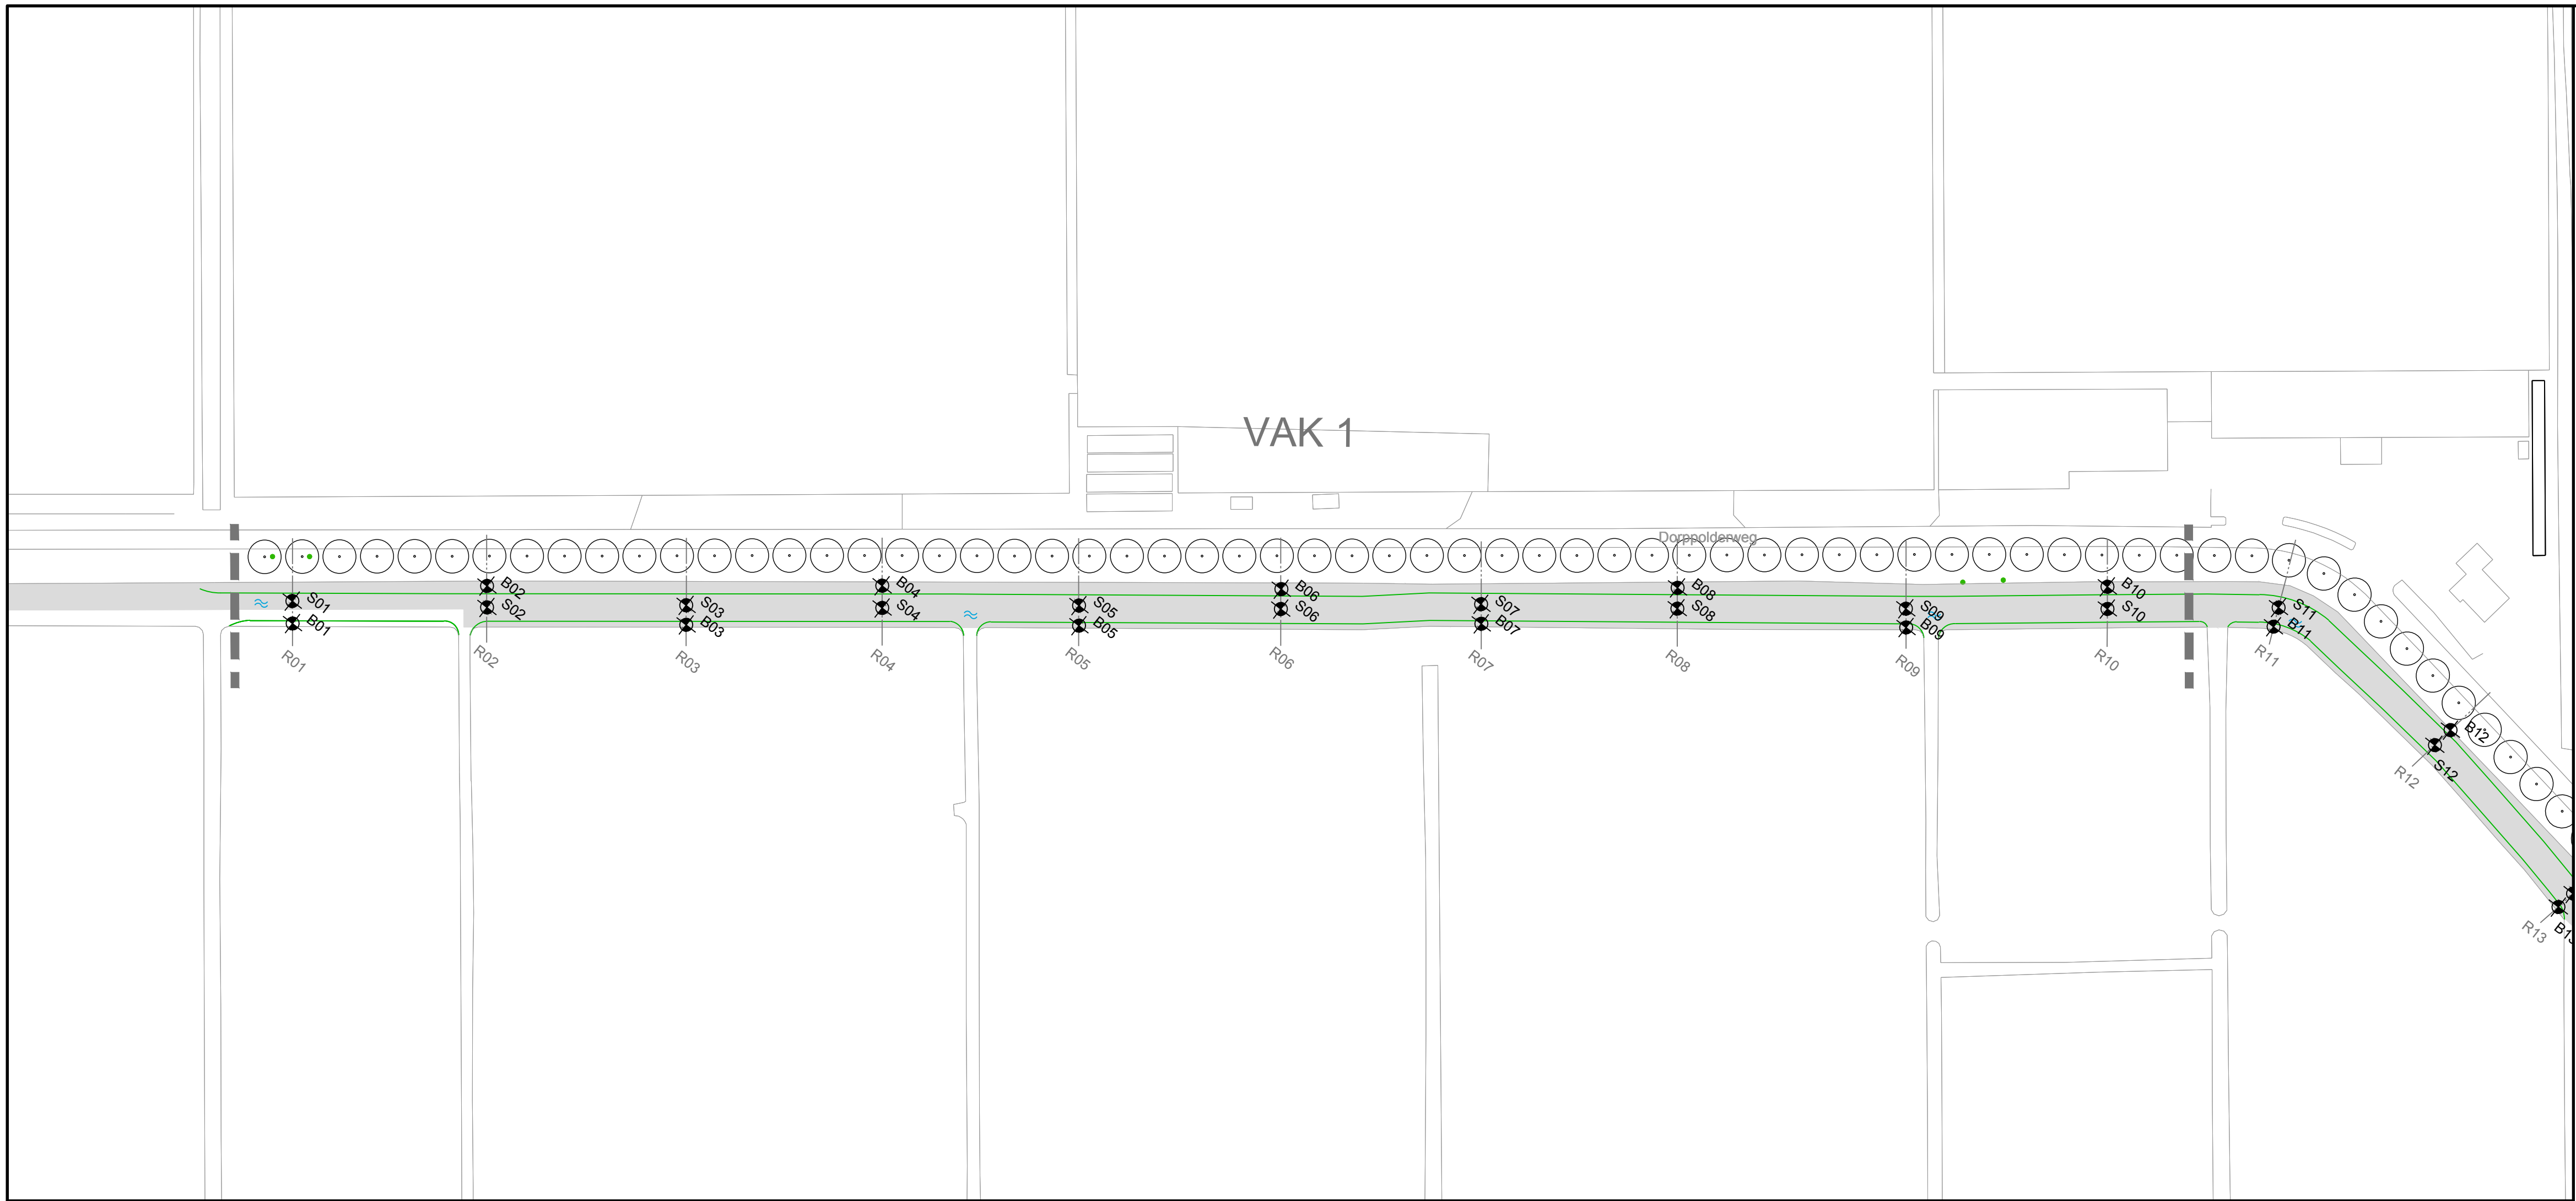 VAK 1
Dorppolderweg
S01
B01
R01
B02
S02
R02
S03
B03
R03
B04
S04
R04
S05
B05
R05
B06
S06
R06
S07
B07
R07
B08
S08
R08
S09
B09
R09
B10
S10
R10
S11
B11
R11
B12
S12
R12
R13
B13